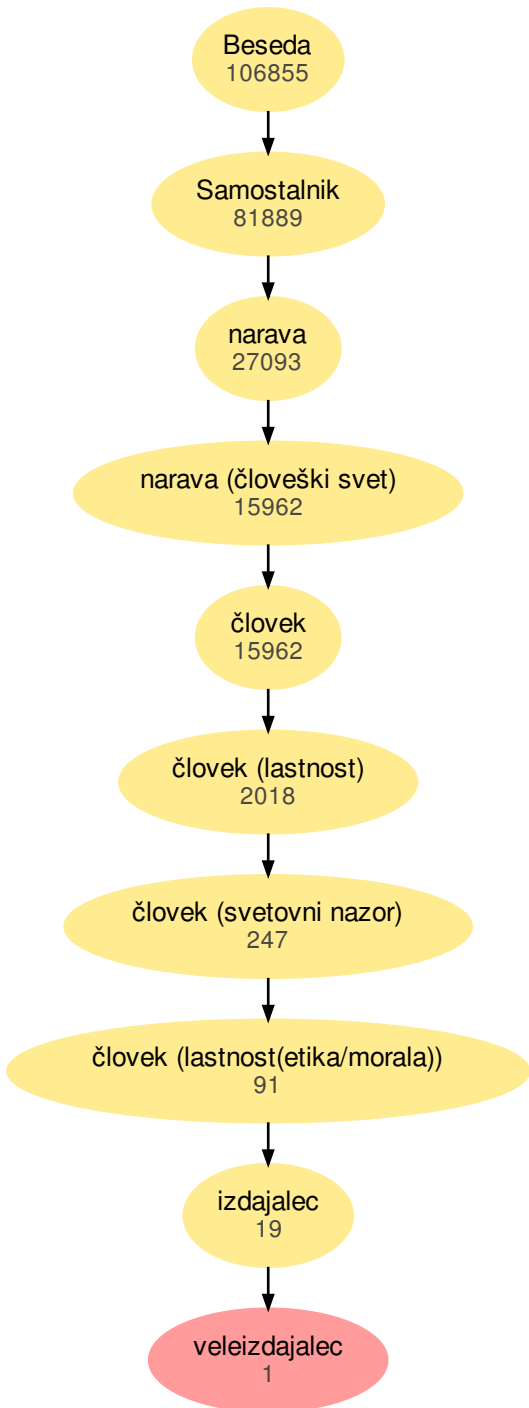 Beseda
106855
Samostalnik
81889
narava
27093
narava (človeški svet)
15962
človek
15962
človek (lastnost)
2018
človek (svetovni nazor)
247
človek (lastnost(etika/morala))
91
izdajalec
19
veleizdajalec
1